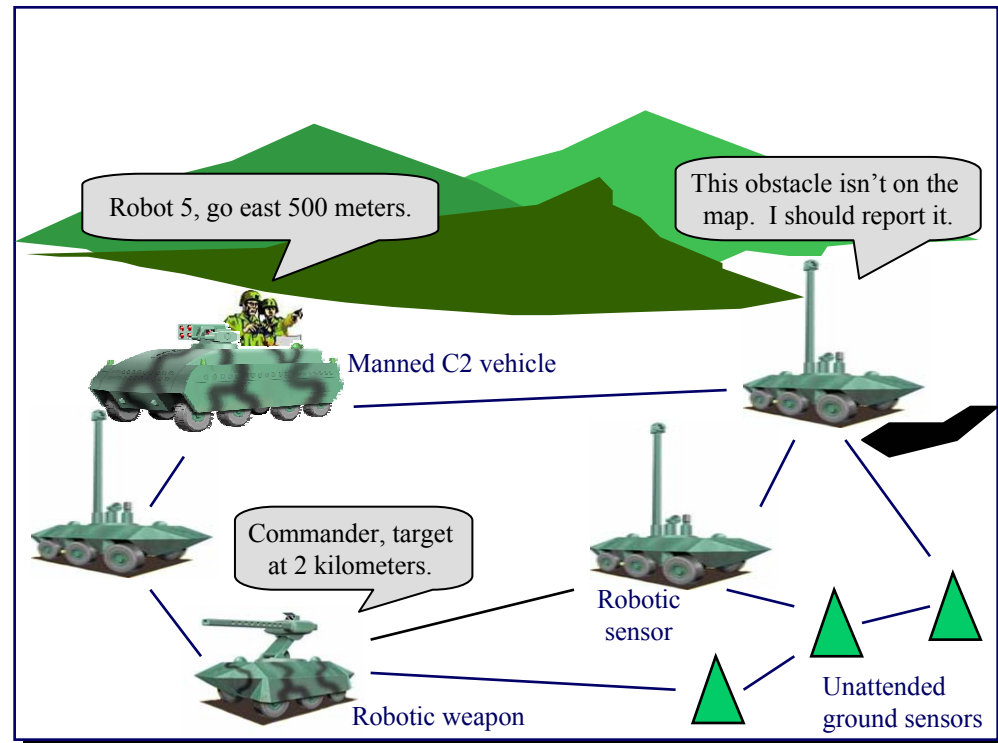 Robot 5, go east 500 meters.
This obstacle isn’t on the
map.  I should report it.
Manned C2 vehicle
Commander, target
at 2 kilometers.
Robotic
sensor
Robotic weapon
Unattended
ground sensors